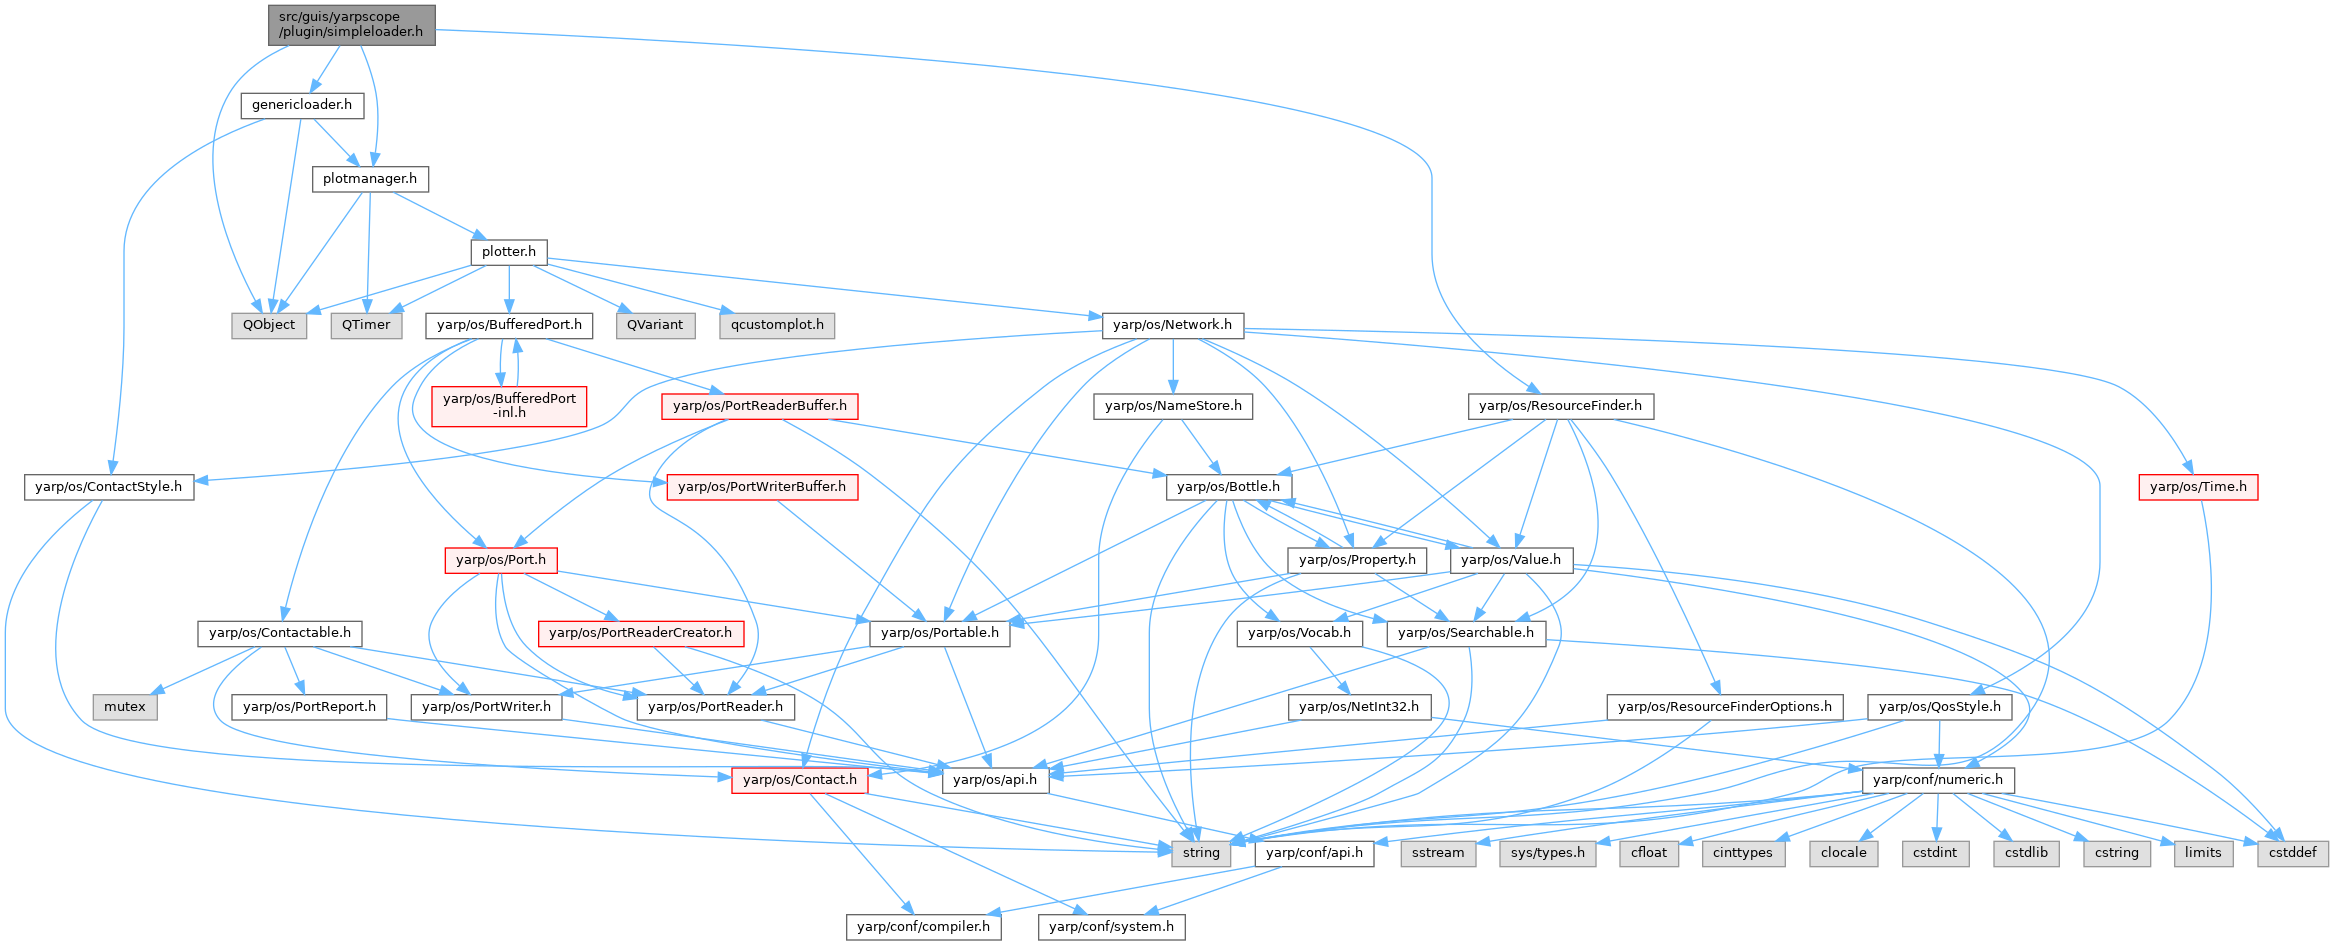 src/guis/yarpscope
/plugin/simpleloader.h
genericloader.h
plotmanager.h
plotter.h
QObject
QTimer
yarp/os/BufferedPort.h
QVariant
qcustomplot.h
yarp/os/Network.h
yarp/os/BufferedPort
-inl.h
yarp/os/PortReaderBuffer.h
yarp/os/NameStore.h
yarp/os/ResourceFinder.h
yarp/os/ContactStyle.h
yarp/os/PortWriterBuffer.h
yarp/os/Bottle.h
yarp/os/Time.h
yarp/os/Port.h
yarp/os/Property.h
yarp/os/Value.h
yarp/os/Contactable.h
yarp/os/PortReaderCreator.h
yarp/os/Portable.h
yarp/os/Vocab.h
yarp/os/Searchable.h
mutex
yarp/os/PortReport.h
yarp/os/PortWriter.h
yarp/os/PortReader.h
yarp/os/NetInt32.h
yarp/os/ResourceFinderOptions.h
yarp/os/QosStyle.h
yarp/os/Contact.h
yarp/os/api.h
yarp/conf/numeric.h
string
yarp/conf/api.h
sstream
sys/types.h
cfloat
cinttypes
clocale
cstdint
cstdlib
cstring
limits
cstddef
yarp/conf/compiler.h
yarp/conf/system.h